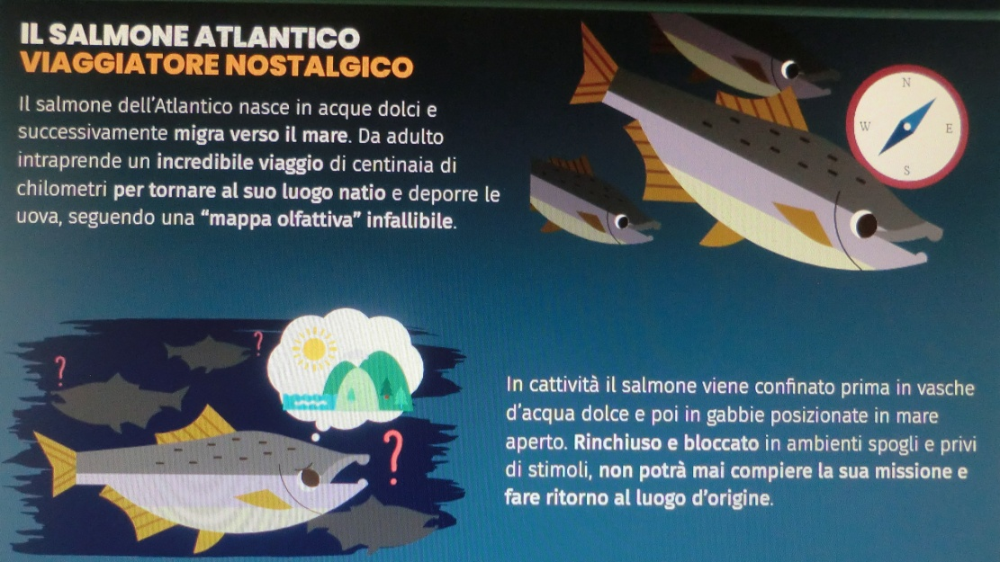 IL SALMONE ATLANTICO
VIAGGIATORE NOSTALGICO
Il salmone dell'Atlantico nasce in acque dolci e
successivamente migra verso il mare. Da adulto
intraprende un incredibile viaggio di centinaia di
chilometri per tornare al suo luogo natio e deporre le
uova, seguendo una “mappa olfattiva” infallibile.
N
W E
S
?
?
?
In cattività il salmone viene confinato prima in vasche
d'acqua dolce e poi in gabbie posizionate in mare
aperto. Rinchiuso e bloccato in ambienti spogli e privi
di stimoli, non potrà mai compiere la sua missione e
fare ritorno al luogo d'origine.